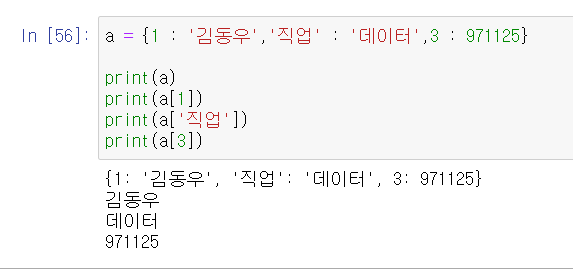 In [56]: a = {1 : '김동우','직업' : '데이터',3 : 971125}
print(a)
print(a[1])
print(a['직업'])
print(a[3])
{1: '김동우', '직업': '데이터', 3: 971125}
김동우
데이터
971125